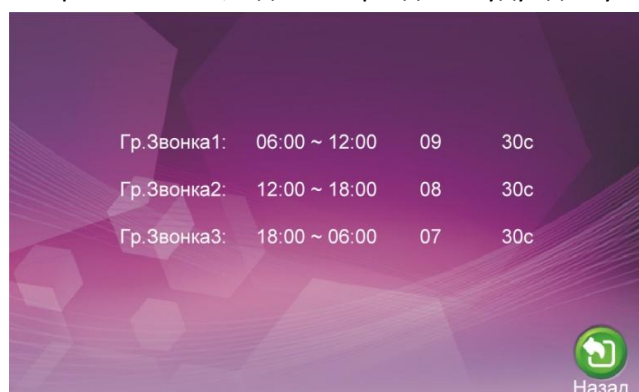 Гр.Звонка1: 06:00 ~ 12:00 09 30с
Гр.Звонка2: 12:00 ~ 18:00 08 30с
Гр.Звонка3: 18:00 ~ 06:00 07 30с
Назад